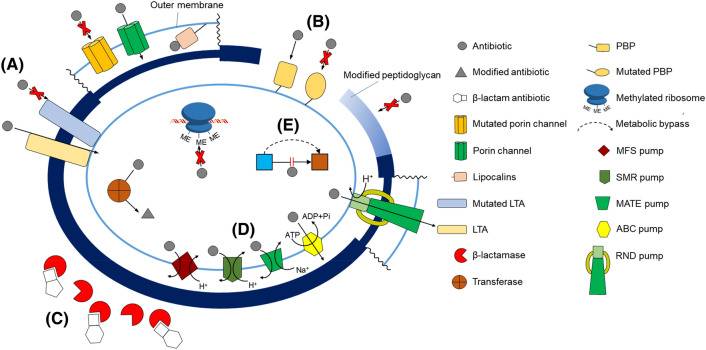 Outer membrane
(B)
(A)
Modified peptidoglycan
ME
ME
ME
(E)
H+
(D)
ADP+Pi
ATP
H+
H+
Na+
(C)
Antibiotic
Modified antibiotic
β-lactam antibiotic
Mutated porin channel
Porin channel
Lipocalins
Mutated LTA
LTA
β-lactamase
Transferase
PBP
Mutated PBP
Methylated ribosome
ME
ME
ME
Metabolic bypass
MFS pump
SMR pump
MATE pump
ABC pump
RND pump